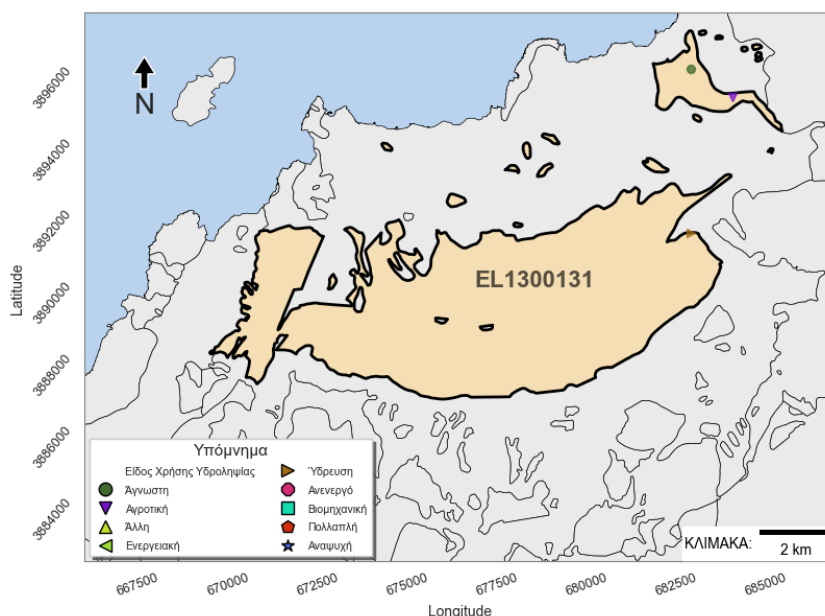 3896000
3894000
3892000
3890000
3888000
3886000
3884000
Latitude
N
EL1300131
Υπόμνημα
Είδος Χρήσης Υδροληψίας
Άγνωστη
Αγροτική
Άλλη
Ενεργειακή
Ύδρευση
Ανενεργό
Βιομηχανική
Πολλαπλή
Αναψυχή
ΚΛΙΜΑΚΑ:
2 km
667500
670000
672500
675000
677500
680000
682500
685000
Longitude